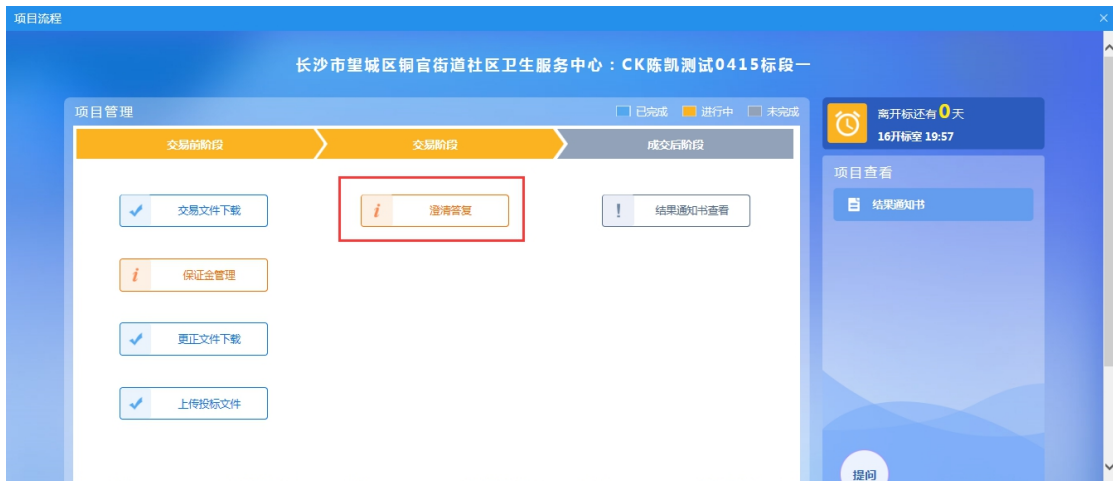 项目流程
长沙市望城区铜官街道社区卫生服务中心：CK陈凯测试0415标段一
项目管理
已完成 进行中 未完成
交易前阶段 交易阶段 成交后阶段
交易文件下载 澄清答复 结果通知书查看
保证金管理
更正文件下载
上传投标文件
离开标还有0天
16开标室 19:57
项目查看
结果通知书
提问